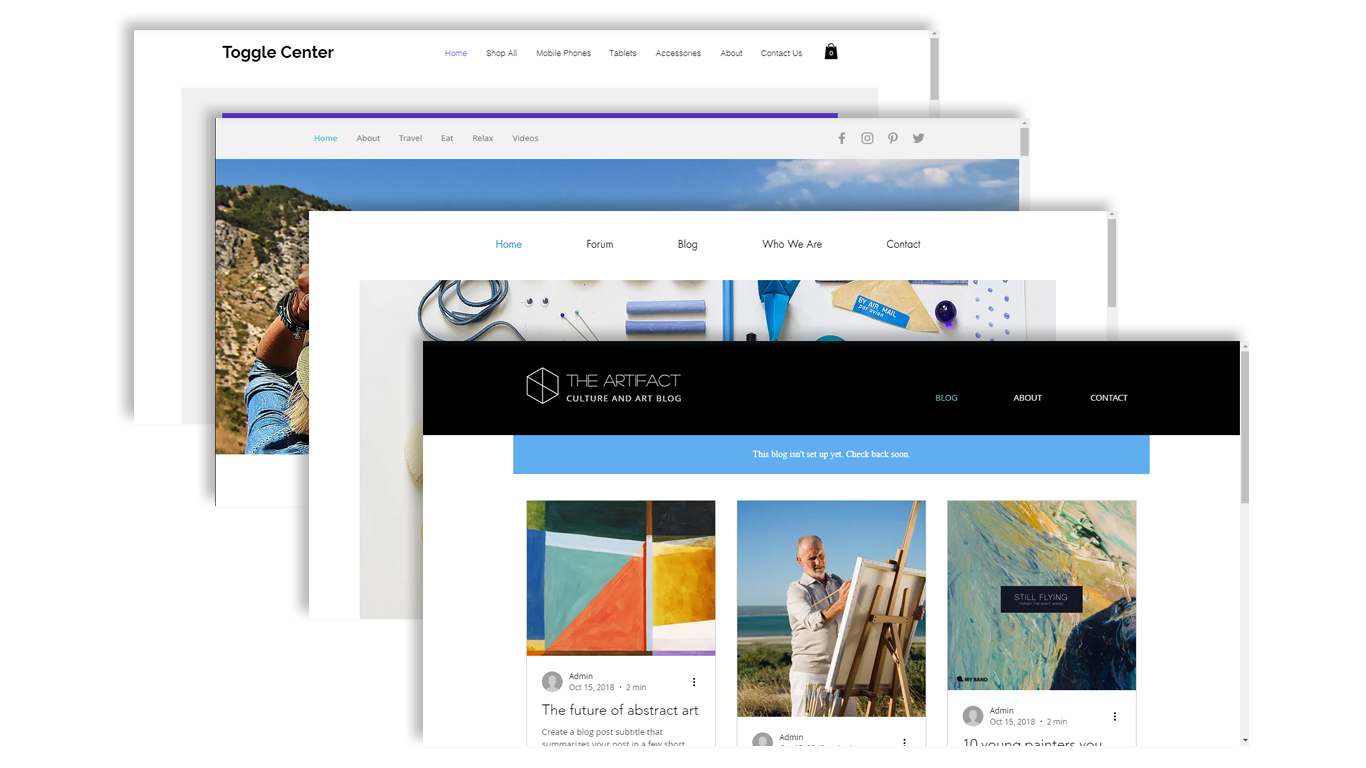 Toggle Center
Home Shop All Mobile Phones Tablets Accessories About Contact Us 0
Home About Travel Eat Relax Videos
Home Forum Blog Who We Are Contact
BY AIR MAIL
par avion
THE ARTIFACT
CULTURE AND ART BLOG
BLOG ABOUT CONTACT
This blog isn't set up yet. Check back soon.
Admin
Oct 15, 2018 • 2 min
The future of abstract art
Create a blog post subtitle that
summarizes your post in a few short
Admin
STILL FLYING
MY BAND
Admin
Oct 15, 2018 • 2 min
10 young painters you